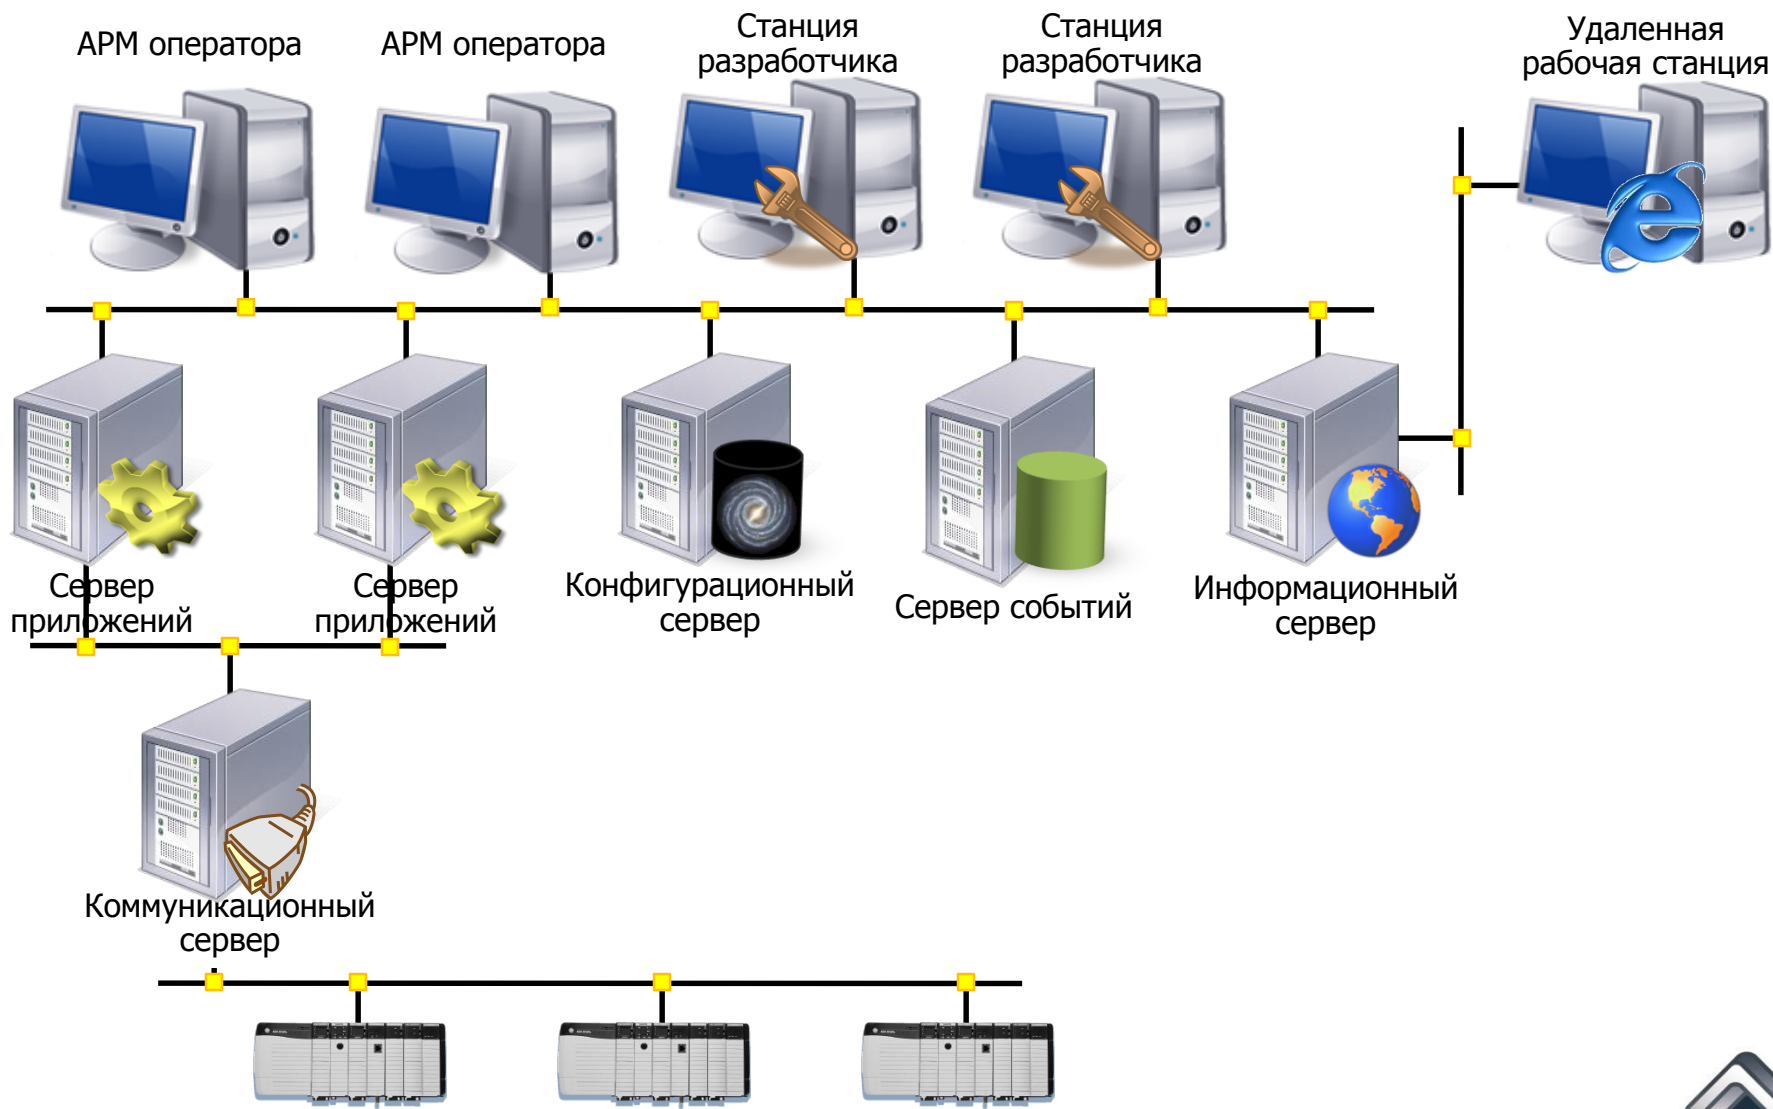 АРМ оператора
АРМ оператора
Станция
разработчика
Станция
разработчика
Удаленная
рабочая станция
Сервер
приложений
Сервер
приложений
Конфигурационный
сервер
Сервер событий
Информационный
сервер
Коммуникационный
сервер